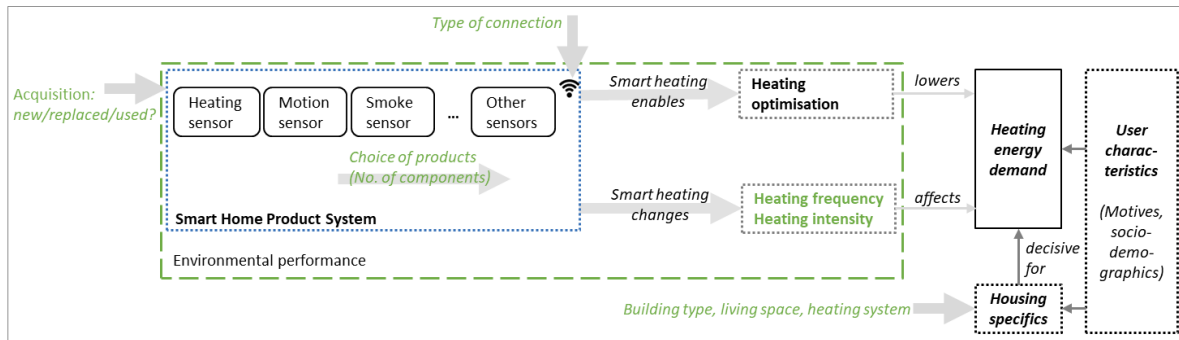 Type of connection
Acquisition:
new/replaced/used?
Heating
sensor
Motion
sensor
Smoke
sensor
...
Other
sensors
Choice of products
(No. of components)
Smart Home Product System
Environmental performance
Smart heating
enables
Heating
optimisation
lowers
Smart heating
changes
Heating frequency
Heating intensity
affects
Heating
energy
demand
User
charac-
teristics
(Motives,
socio-
demo-
graphics)
decisive
for
Building type, living space, heating system
Housing
specifics